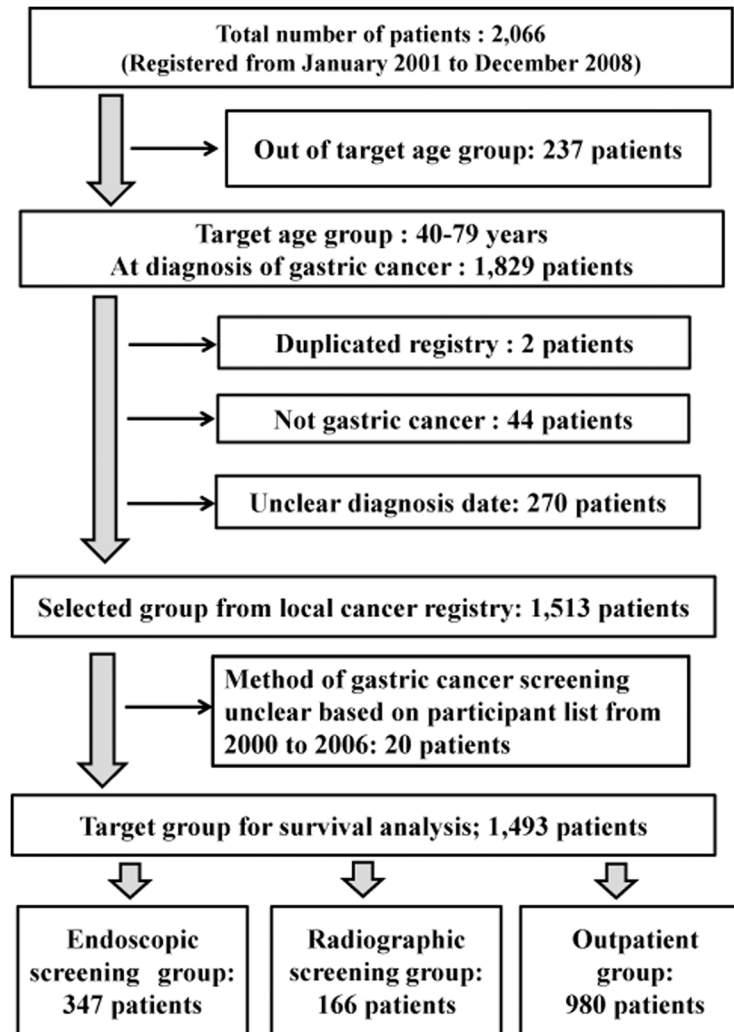 Total number of patients : 2,066
(Registered from January 2001 to December 2008)
Out of target age group: 237 patients
Target age group : 40-79 years
At diagnosis of gastric cancer : 1,829 patients
Duplicated registry : 2 patients
Not gastric cancer : 44 patients
Unclear diagnosis date: 270 patients
Selected group from local cancer registry: 1,513 patients
Method of gastric cancer screening
unclear based on participant list from
2000 to 2006: 20 patients
Target group for survival analysis; 1,493 patients
Endoscopic
screening group:
347 patients
Radiographic
screening group:
166 patients
Outpatient
group:
980 patients